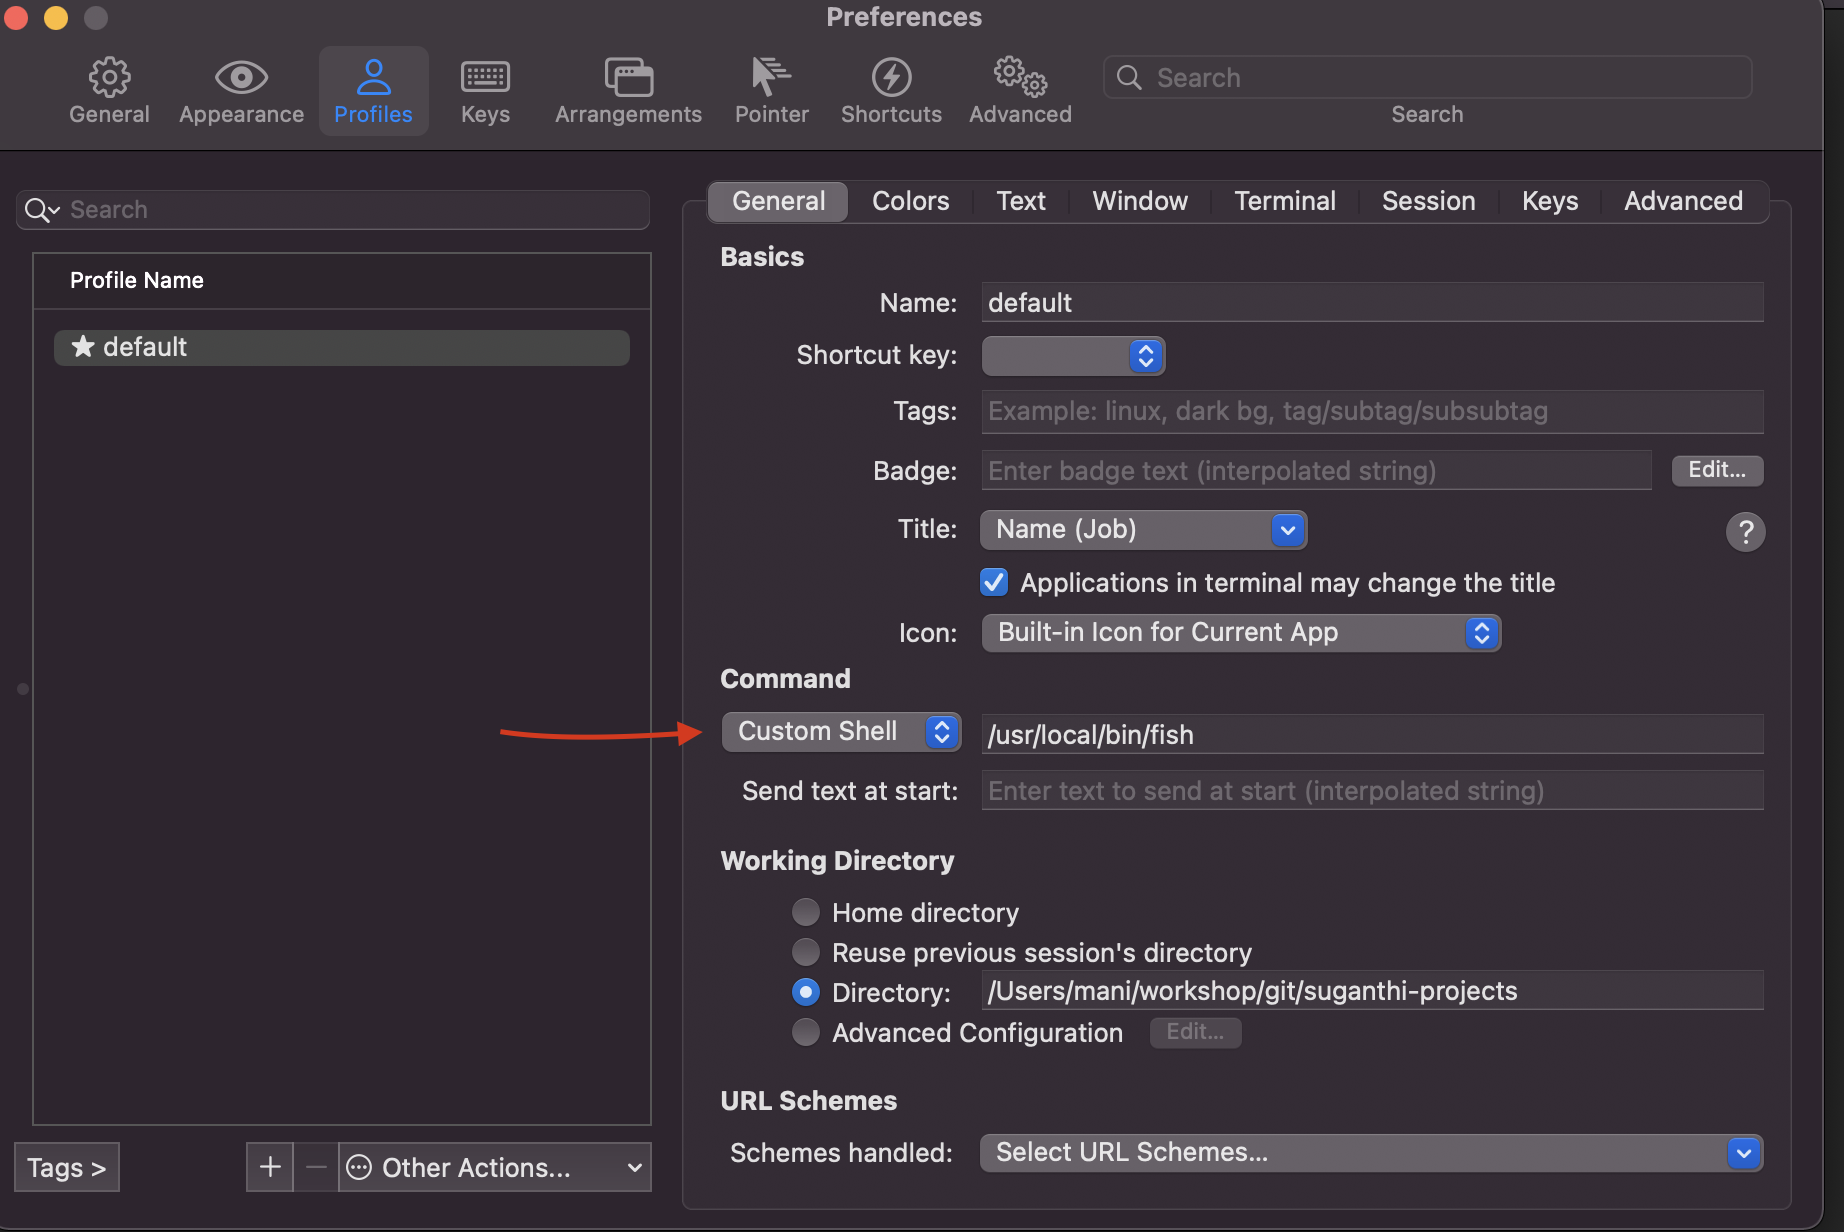 Preferences
General
Appearance
Profiles
Keys
Arrangements
Pointer
Shortcuts
Advanced
Search
Search
Search
Profile Name
★ default
Tags >
+
−
Other Actions...
General
Colors
Text
Window
Terminal
Session
Keys
Advanced
Basics
Name: default
Shortcut key:
Tags: Example: linux, dark bg, tag/subtag/subsubtag
Badge: Enter badge text (interpolated string) Edit...
Title: Name (Job) ?
Applications in terminal may change the title
Icon: Built-in Icon for Current App
Command
Custom Shell /usr/local/bin/fish
Send text at start: Enter text to send at start (interpolated string)
Working Directory
Home directory
Reuse previous session's directory
Directory: /Users/mani/workshop/git/suganthi-projects
Advanced Configuration Edit...
URL Schemes
Schemes handled: Select URL Schemes...